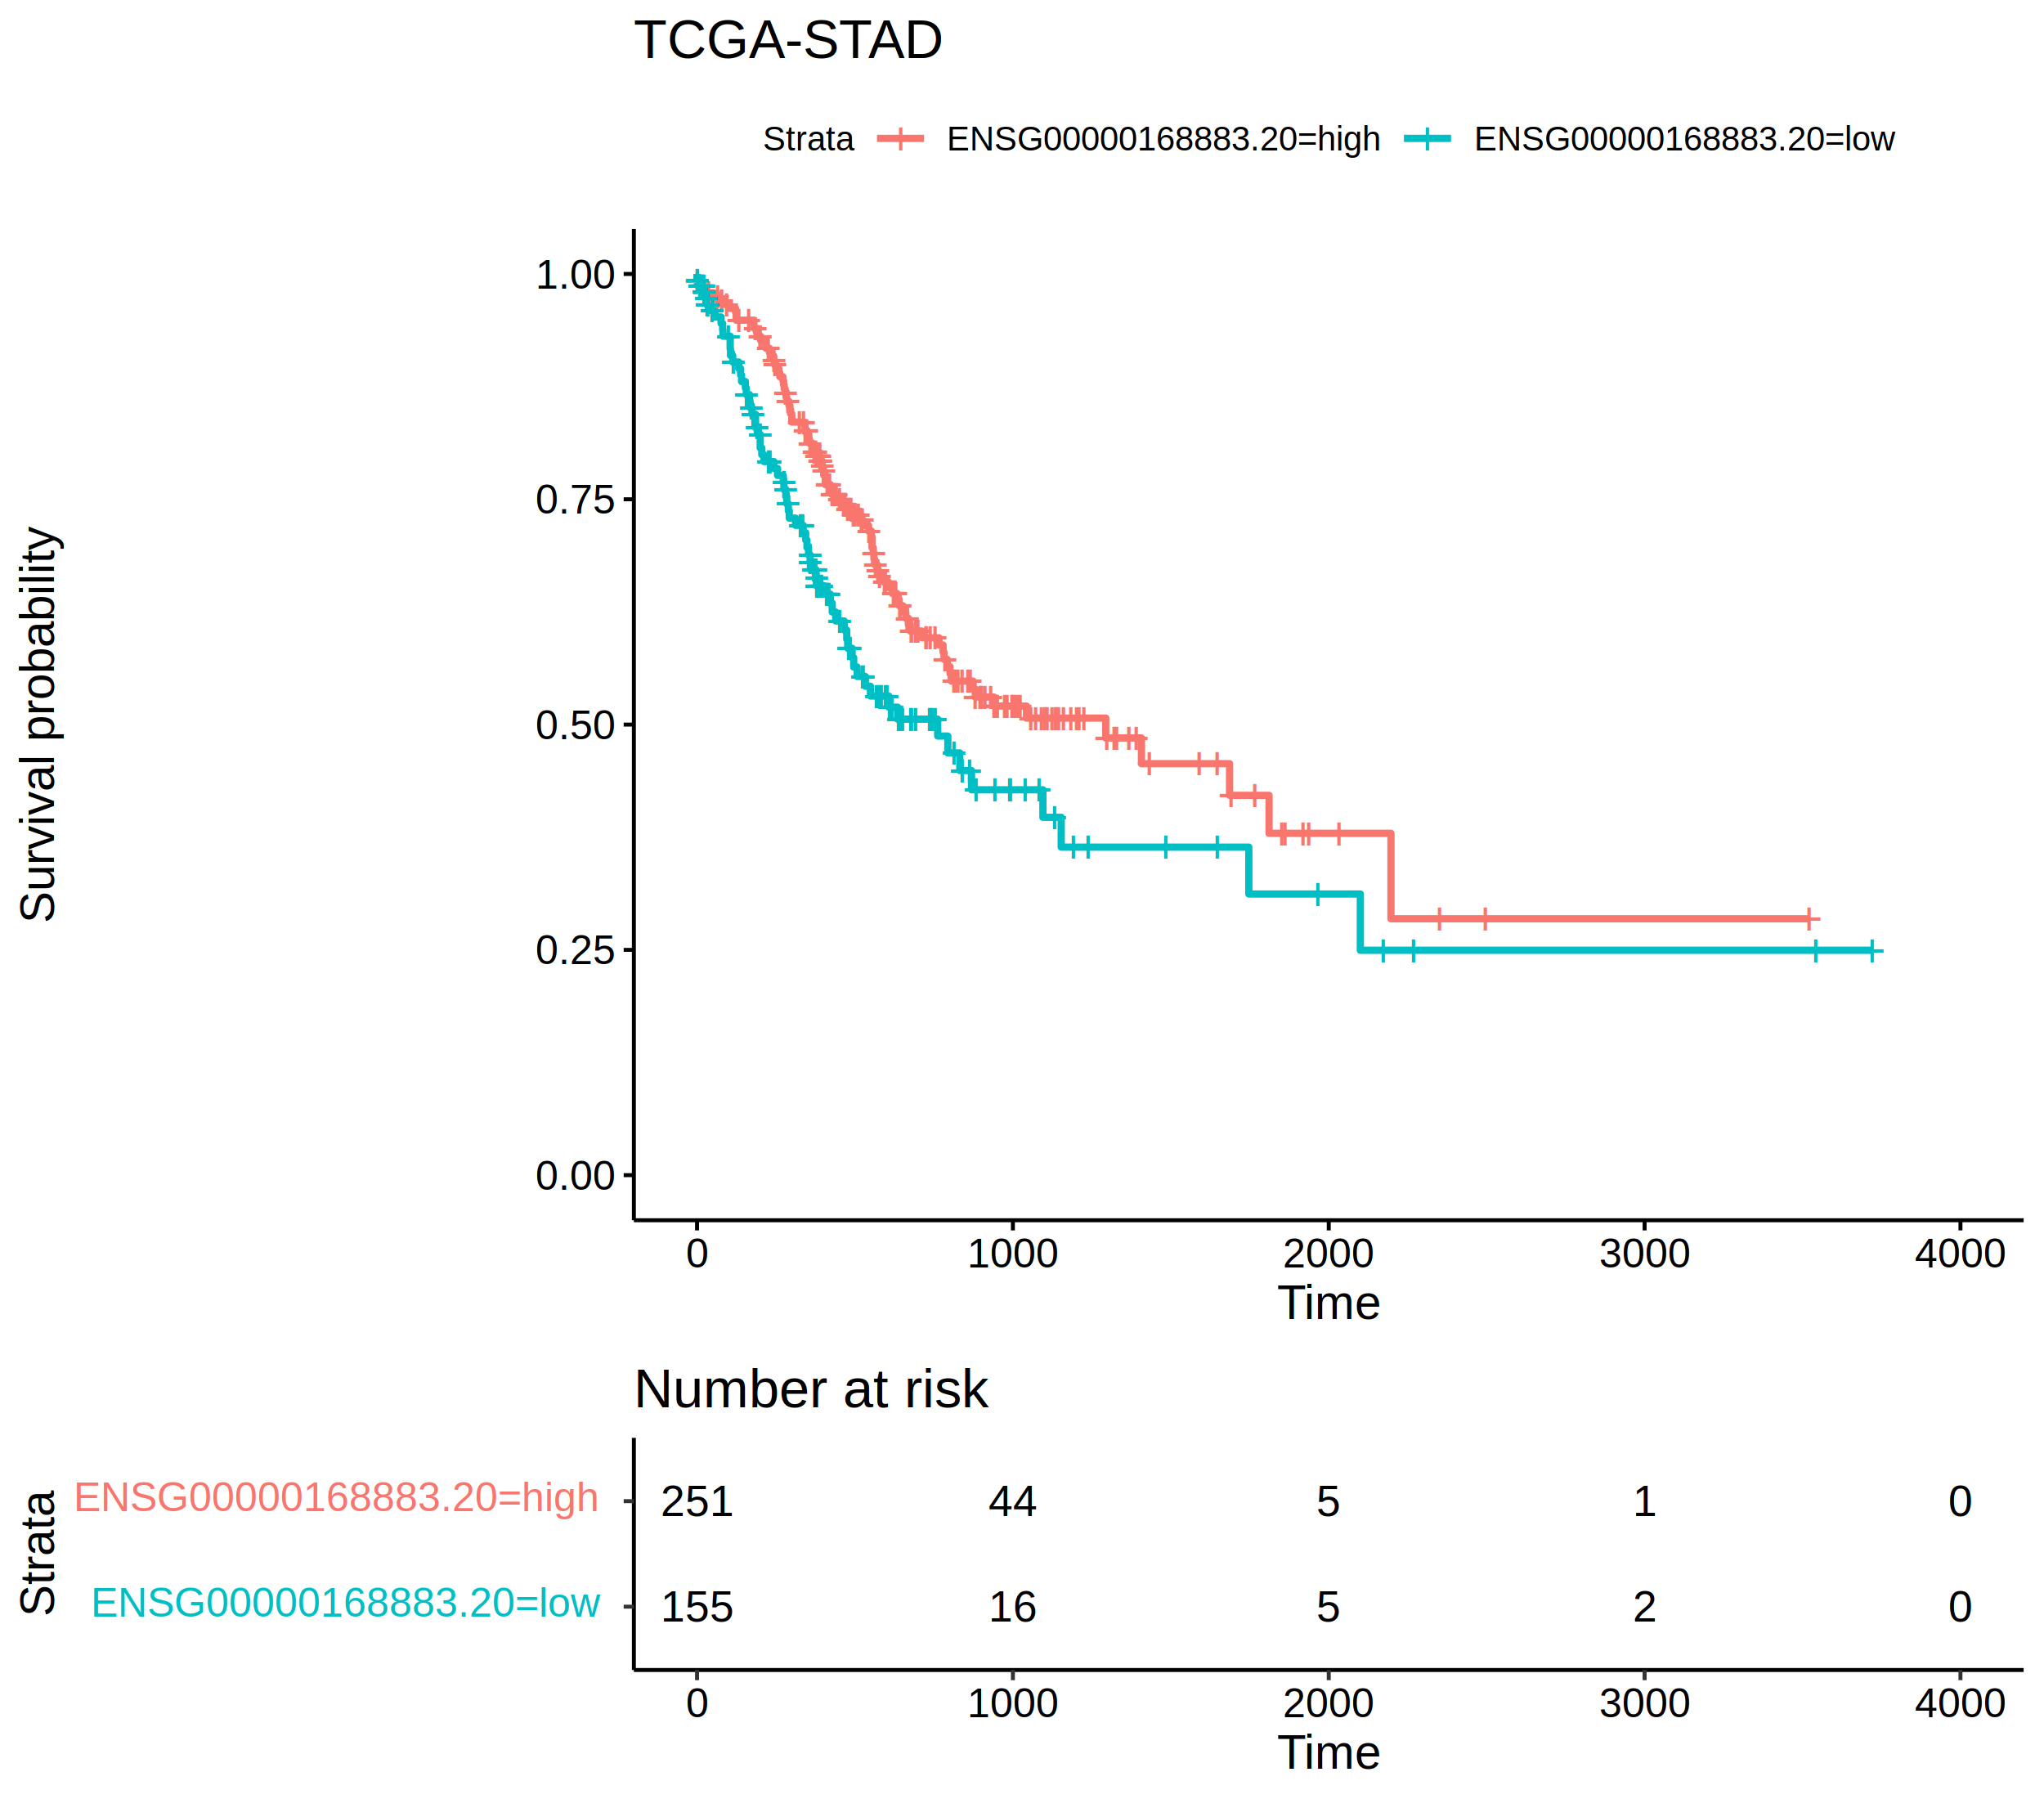 TCGA-STAD
Strata ENSG00000168883.20=high ENSG00000168883.20=low
Survival probability
1.00
0.75
0.50
0.25
0.00
0 1000 2000 3000 4000
Time
Number at risk
Strata
ENSG00000168883.20=high 251 44 5 1 0
ENSG00000168883.20=low 155 16 5 2 0
0 1000 2000 3000 4000
Time